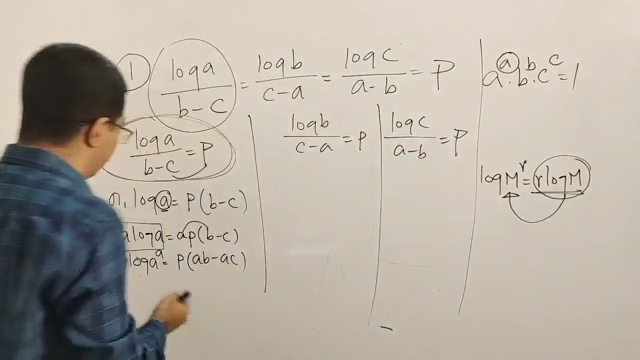 ① log a / b-c = log b / c-a = log c / a-b = P
a^a . b^b . c^c = 1
log a / b-c = P
log b / c-a = P
log c / a-b = P
log M^r = r log M
log a = P(b-c)
a log a = aP(b-c)
log a^a = P(ab-ac)